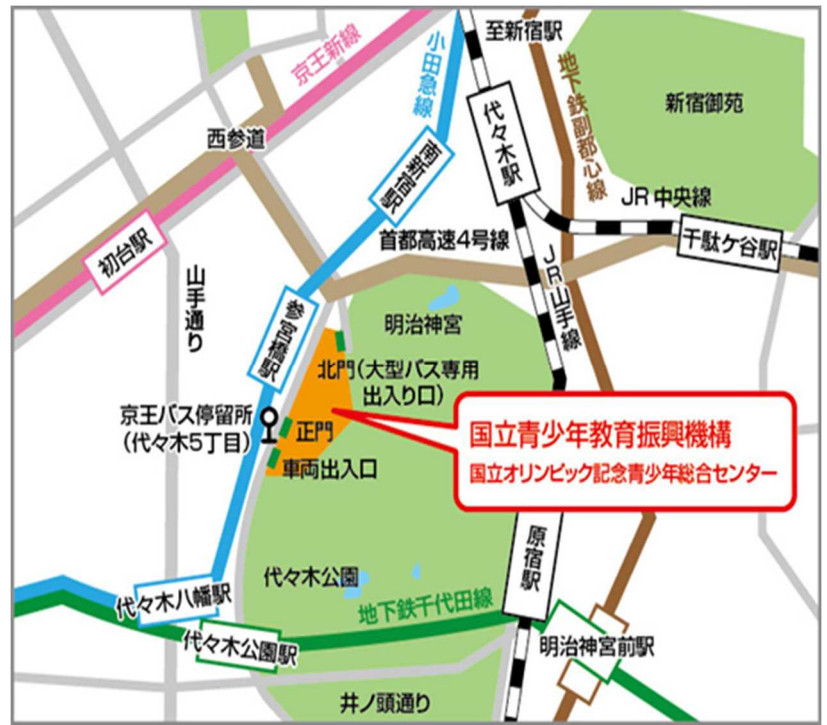 至新宿駅
京王新線
小田急線
新宿御苑
代々木駅
地下鉄副都心線
西参道
南新宿駅
JR中央線
初台駅
首都高速4号線
千駄ケ谷駅
JR山手線
山手通り
参宮橋駅
明治神宮
北門(大型バス専用
出入り口)
京王バス停留所
(代々木5丁目)
正門
車両出入口
国立青少年教育振興機構
国立オリンピック記念青少年総合センター
原宿駅
代々木公園
代々木八幡駅
地下鉄千代田線
代々木公園駅
明治神宮前駅
井ノ頭通り